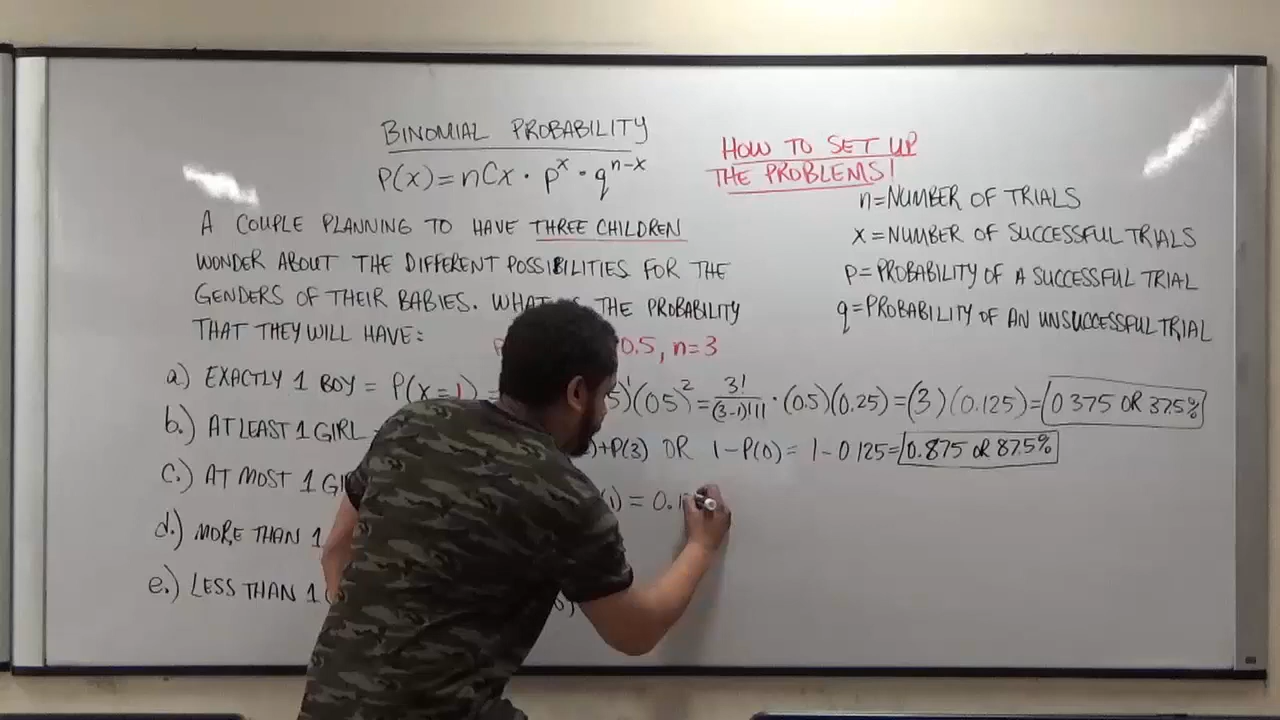 BINOMIAL PROBABILITY
P(x)=nCx · p^x · q^n-x
HOW TO SET UP
THE PROBLEMS!
n=NUMBER OF TRIALS
x=NUMBER OF SUCCESSFUL TRIALS
p=PROBABILITY OF A SUCCESSFUL TRIAL
q=PROBABILITY OF AN UNSUCCESSFUL TRIAL
A COUPLE PLANNING TO HAVE THREE CHILDREN
WONDER ABOUT THE DIFFERENT POSSIBILITIES FOR THE
GENDERS OF THEIR BABIES. THE PROBABILITY
THAT THEY WILL HAVE:
0.5, n=3
a.) EXACTLY 1 BOY = P(x=1) = 5)^1(0.5)^2 = 3!/(3-1)!1! · (0.5)(0.25) = (3)(0.125) = 0.375 OR 37.5%
b.) AT LEAST 1 GIRL +P(3) OR 1-P(0) = 1-0.125 = 0.875 OR 87.5%
c.) AT MOST 1 (1) = 0.1
d.) MORE THAN 1
e.) LESS THAN 1